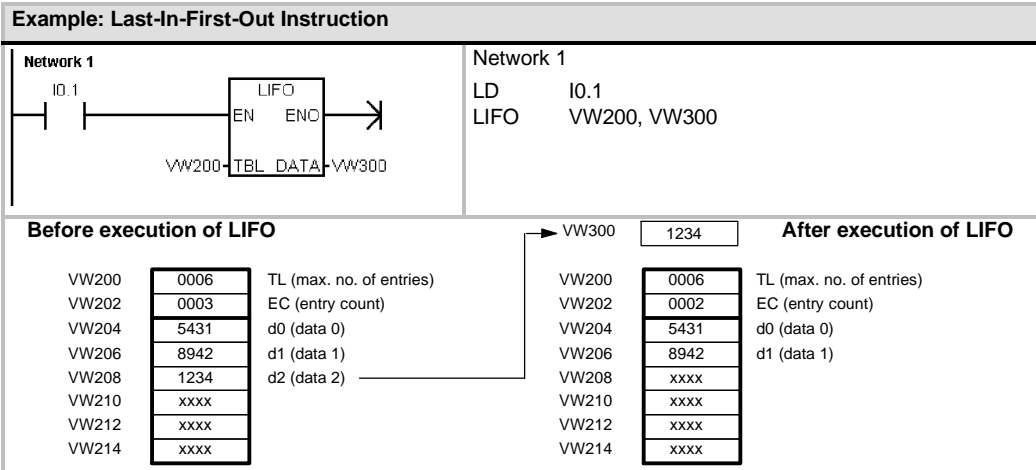 Example: Last-In-First-Out Instruction
Network 1
I0.1
LIFO
EN ENO
VW200 TBL DATA VW300
Network 1
LD I0.1
LIFO VW200, VW300
Before execution of LIFO
VW200 0006 TL (max. no. of entries)
VW202 0003 EC (entry count)
VW204 5431 d0 (data 0)
VW206 8942 d1 (data 1)
VW208 1234 d2 (data 2)
VW210 xxxx
VW212 xxxx
VW214 xxxx
VW300 1234 After execution of LIFO
VW200 0006 TL (max. no. of entries)
VW202 0002 EC (entry count)
VW204 5431 d0 (data 0)
VW206 8942 d1 (data 1)
VW208 xxxx
VW210 xxxx
VW212 xxxx
VW214 xxxx